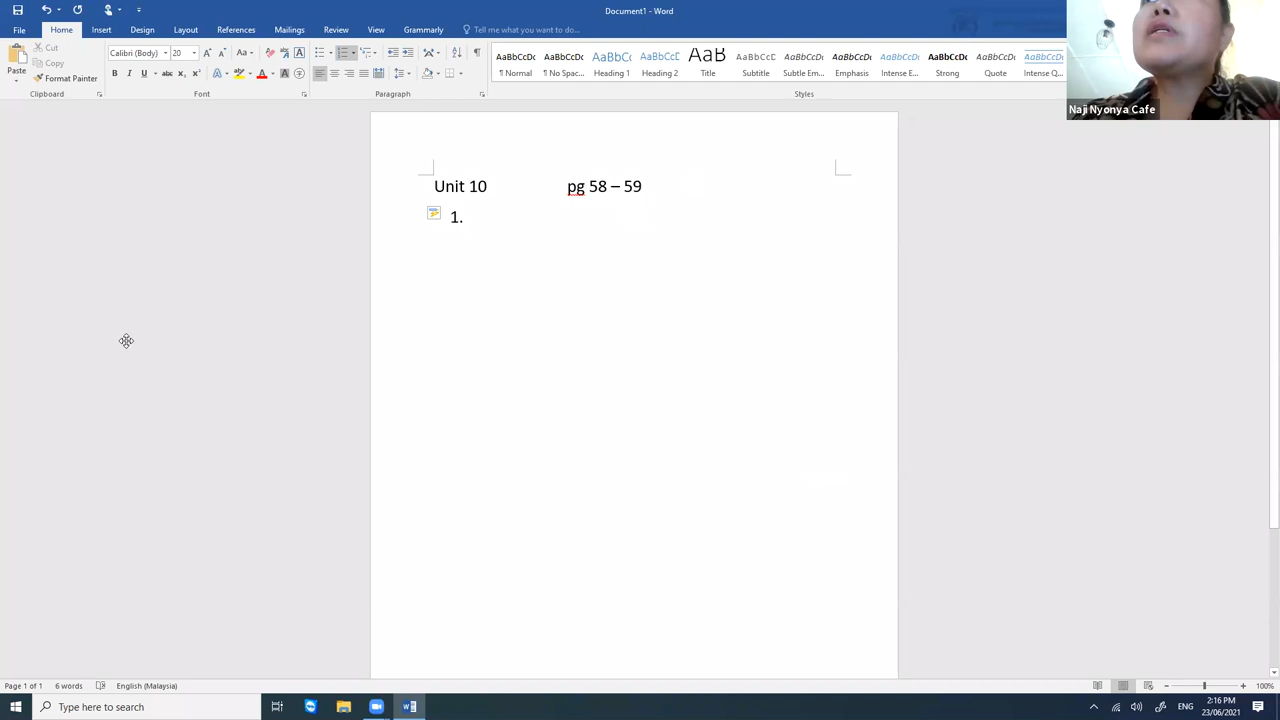 Document1 - Word
File Home Insert Design Layout References Mailings Review View Grammarly Tell me what you want to do...
Paste
Cut
Copy
Format Painter
Clipboard
Calibri (Body) 20
Font
Paragraph
AaBbCcDc AaBbCcDc AaBbCc AaBbCcC AaB AaBbCcD AaBbCcDc AaBbCcDc AaBbCcDc AaBbCcDc AaBbCcDc AaBbCcDc
¶ Normal ¶ No Spac... Heading 1 Heading 2 Title Subtitle Subtle Em... Emphasis Intense E... Strong Quote Intense Q...
Styles
Naji Nyonya Cafe
Unit 10 pg 58 – 59
1.
Page 1 of 1 6 words English (Malaysia) 100%
Type here to search
ENG
2:16 PM
23/06/2021